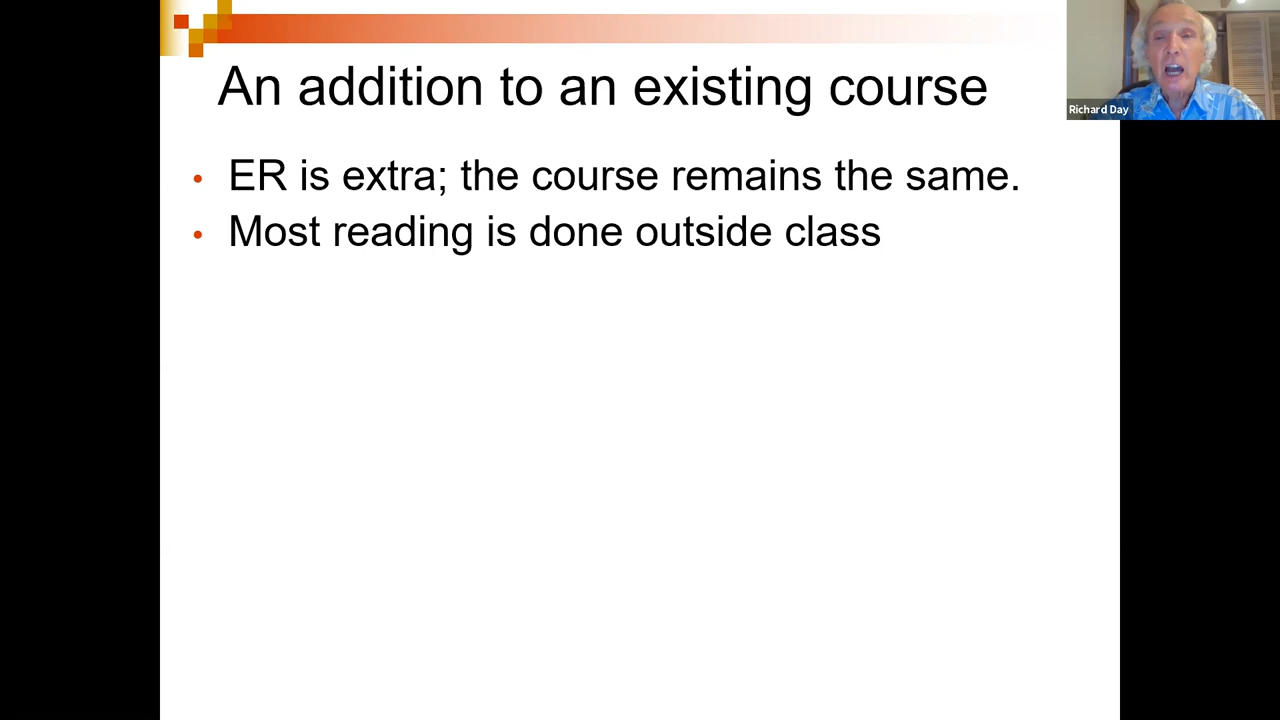 An addition to an existing course
Richard Day
• ER is extra; the course remains the same.
• Most reading is done outside class